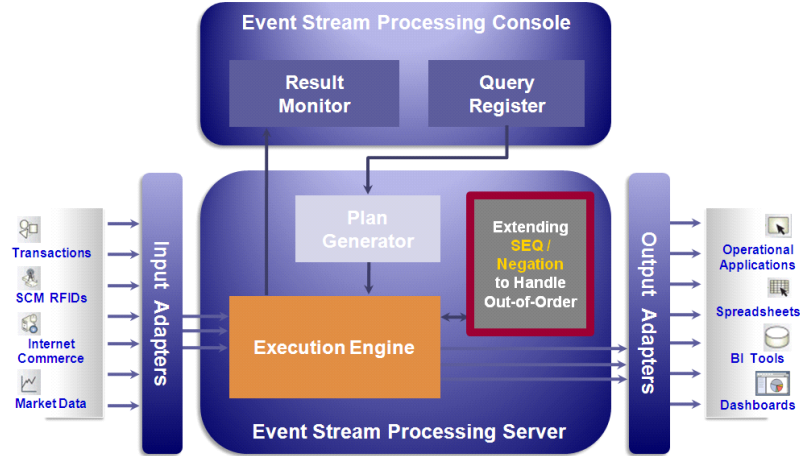 Event Stream Processing Console
Result
Monitor
Query
Register
Plan
Generator
Extending
SEQ /
Negation
to Handle
Out-of-Order
Execution Engine
Event Stream Processing Server
Input Adapters
Output Adapters
Transactions
SCM RFIDs
Internet
Commerce
Market Data
Operational
Applications
Spreadsheets
BI Tools
Dashboards